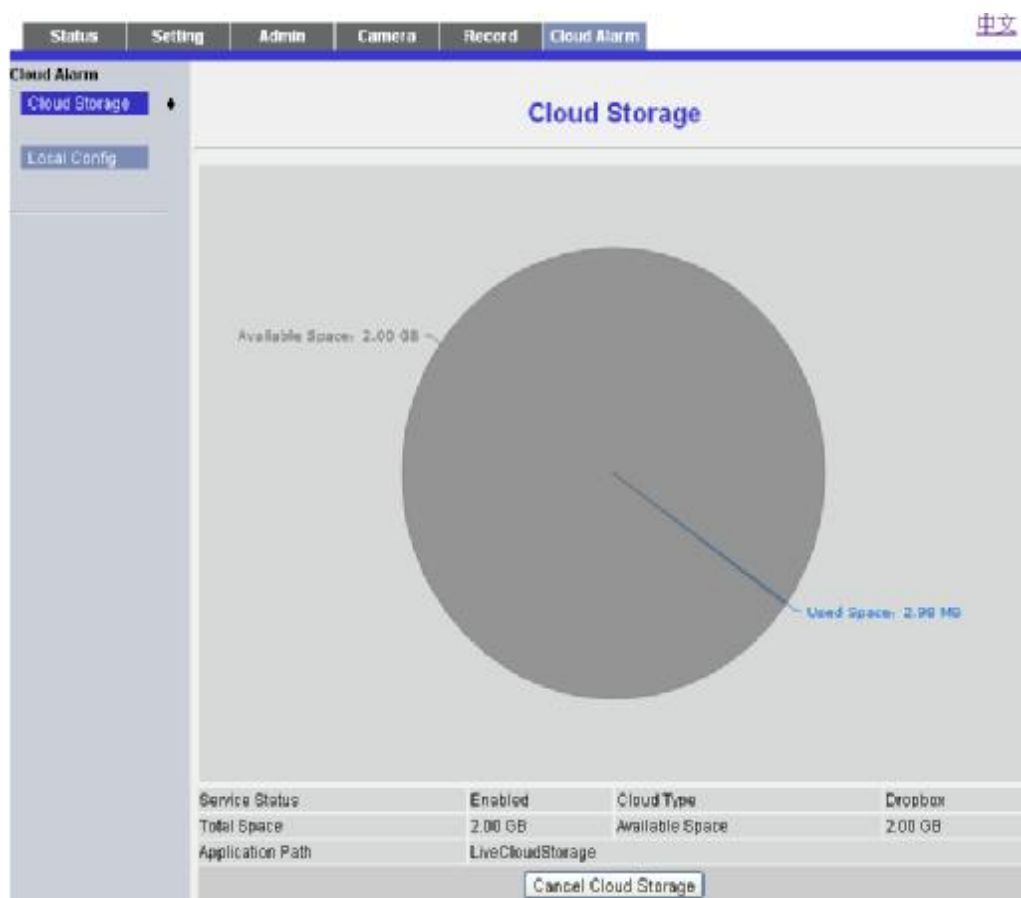 中文
Status Setting Admin Camera Record Cloud Alarm
Cloud Alarm
Cloud Storage
Local Config
Cloud Storage
Available Space: 2.00 GB
Used Space: 2.98 MB
Service Status Enabled Cloud Type Dropbox
Total Space 2.00 GB Available Space 2.00 GB
Application Path LiveCloudStorage
Cancel Cloud Storage